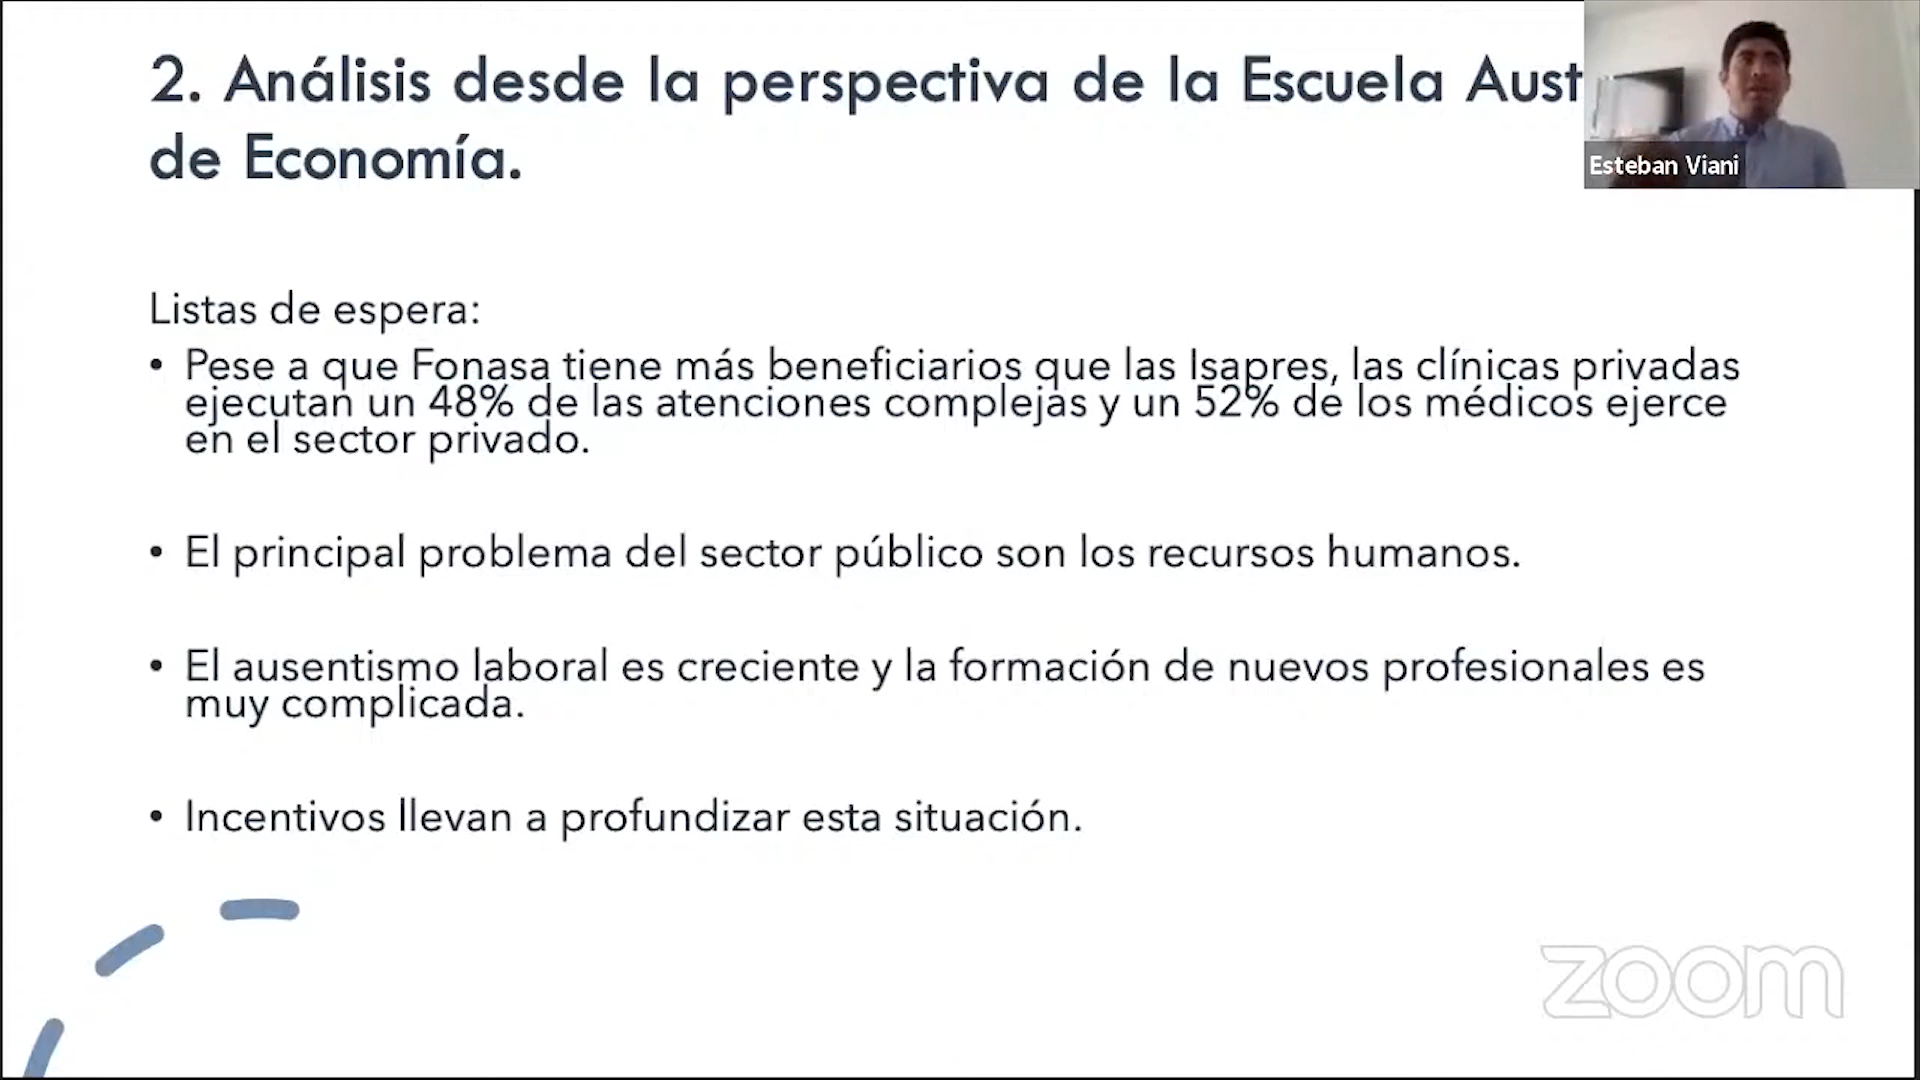 2. Análisis desde la perspectiva de la Escuela
de Economía.
Esteban Viani
Listas de espera:
• Pese a que Fonasa tiene más beneficiarios que las Isapres, las clínicas privadas
ejecutan un 48% de las atenciones complejas y un 52% de los médicos ejerce
en el sector privado.
• El principal problema del sector público son los recursos humanos.
• El ausentismo laboral es creciente y la formación de nuevos profesionales es
muy complicada.
• Incentivos llevan a profundizar esta situación.
zoom